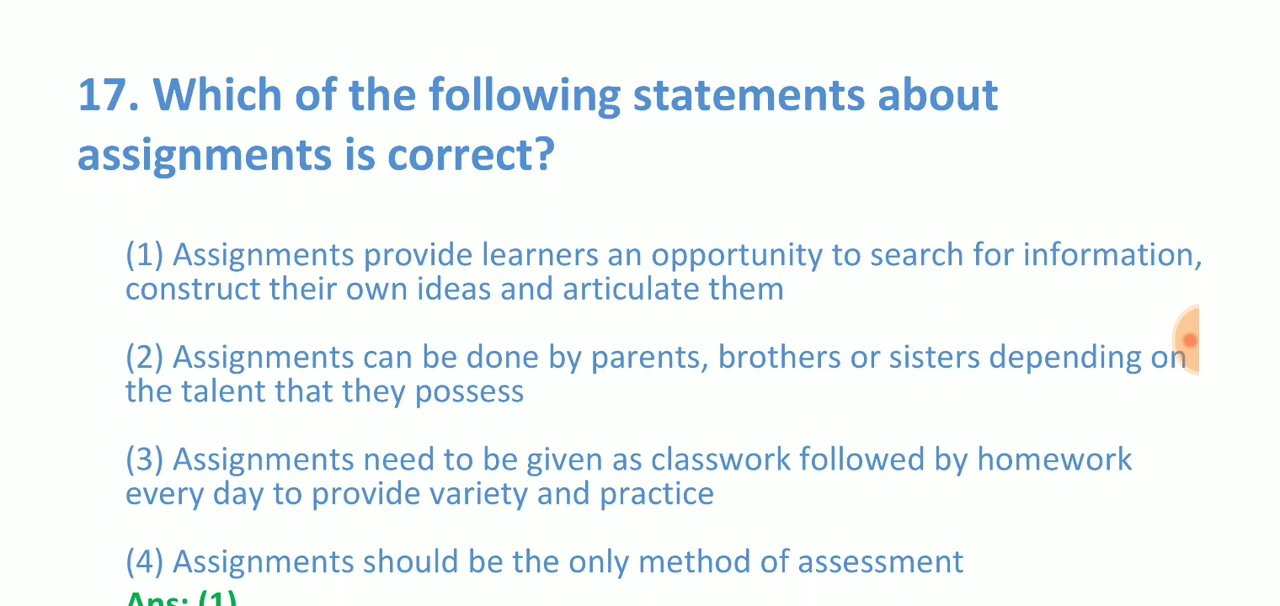 17. Which of the following statements about
assignments is correct?
(1) Assignments provide learners an opportunity to search for information,
construct their own ideas and articulate them
(2) Assignments can be done by parents, brothers or sisters depending on
the talent that they possess
(3) Assignments need to be given as classwork followed by homework
every day to provide variety and practice
(4) Assignments should be the only method of assessment
Ans: (1)